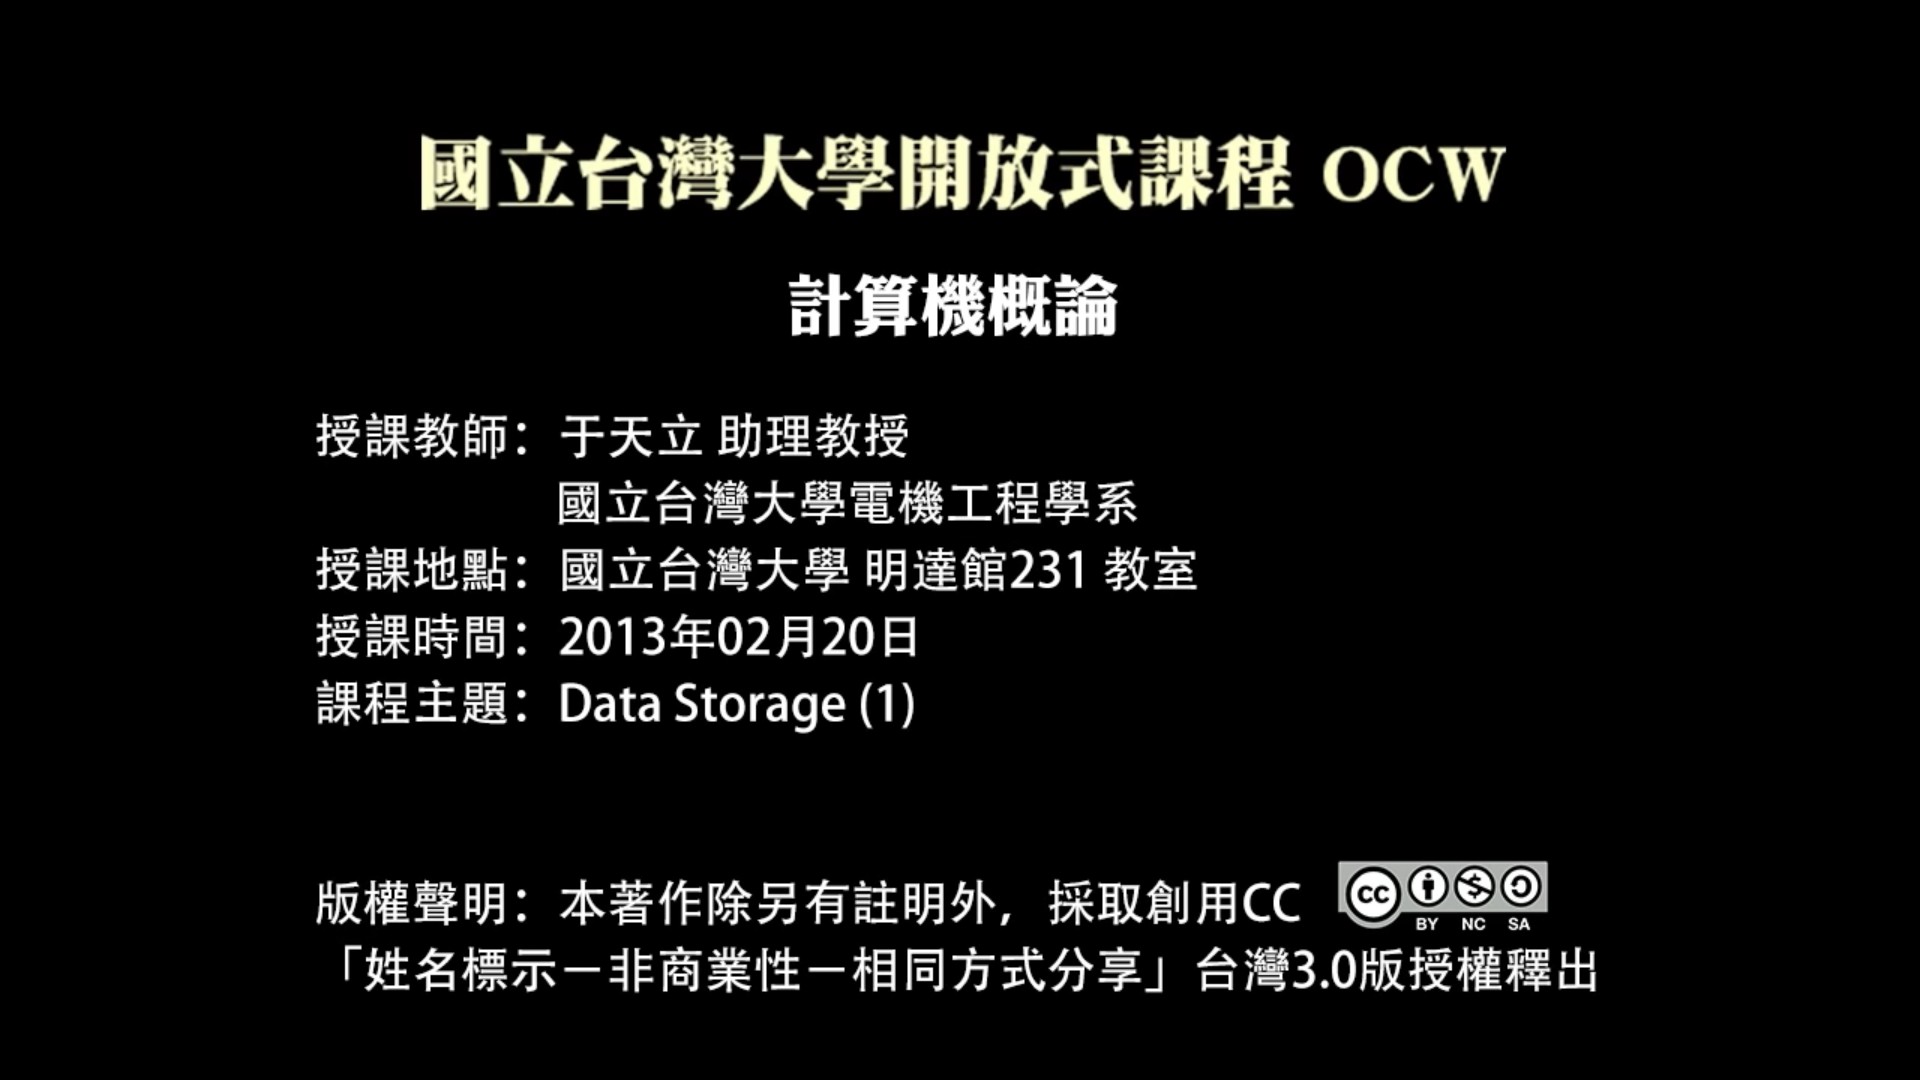 國立台灣大學開放式課程 OCW
計算機概論
授課教師：于天立 助理教授
國立台灣大學電機工程學系
授課地點：國立台灣大學 明達館231 教室
授課時間：2013年02月20日
課程主題：Data Storage (1)
版權聲明：本著作除另有註明外，採取創用CC
cc BY NC SA
「姓名標示－非商業性－相同方式分享」台灣3.0版授權釋出